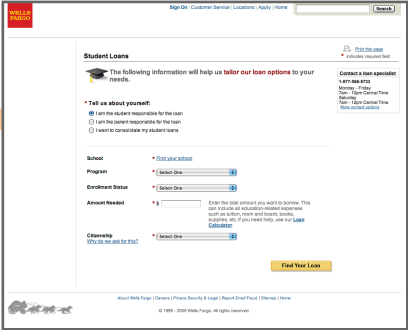 WELLS
FARGO
Sign On | Customer Service | Locations | Apply | Home
Search
Student Loans
Print this page
* Indicates required field
The following information will help us tailor our loan options to your
needs.
Contact a loan specialist
Monday - Friday
7am - 10pm Central Time
Saturday
7am - 12pm Central Time
More contact options
* Tell us about yourself:
I am the student responsible for the loan
I am the parent responsible for the loan
I want to consolidate my student loans
School * Find your school
Program * Select One
Enrollment Status * Select One
Amount Needed * $
Enter the total amount you want to borrow. This
can include all education-related expenses
such as tuition, room and board, books,
supplies, etc. If you need help, use our Loan
Calculator.
Citizenship * Select One
Why do we ask for this?
Find Your Loan
About Wells Fargo | Careers | Privacy Security & Legal | Report Email Fraud | Sitemap | Home
© 1999 - 2009 Wells Fargo. All rights reserved.